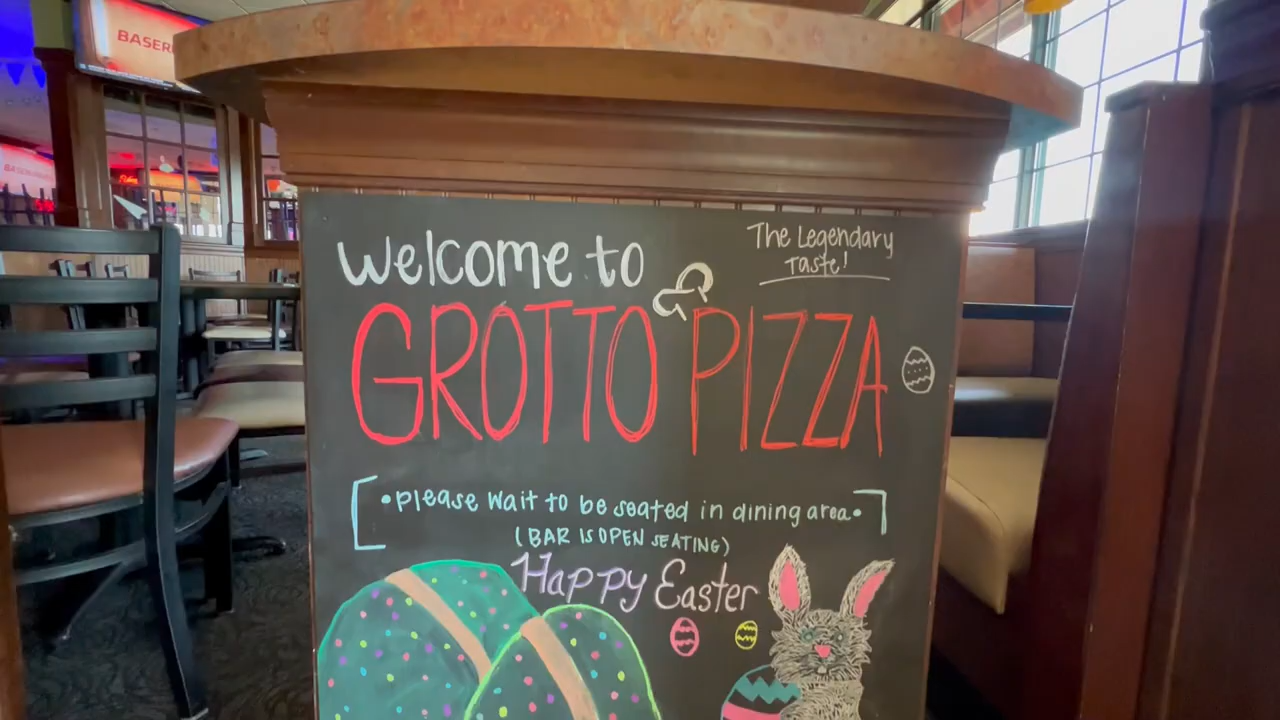 BASEB
Welcome to
The Legendary
Taste!
GROTTO PIZZA
•please wait to be seated in dining area•
(BAR IS OPEN SEATING)
Happy Easter